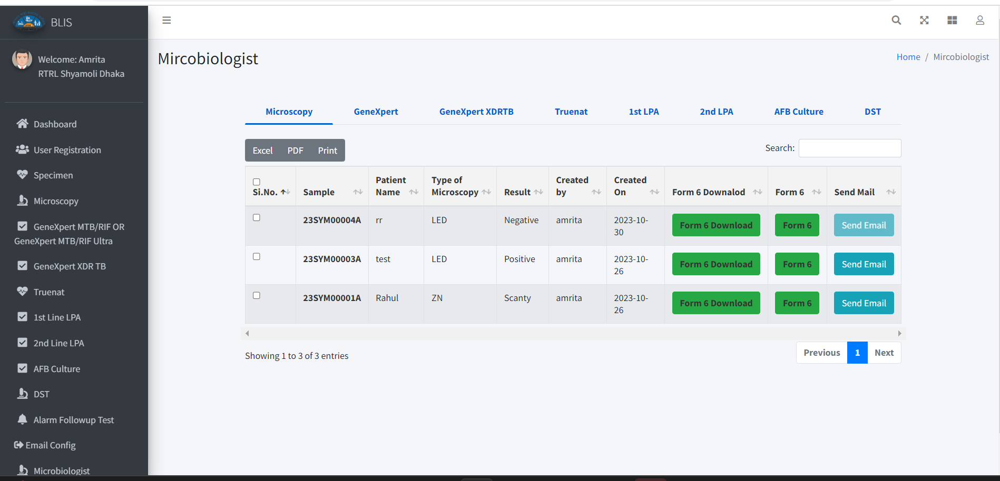 BLIS
Welcome: Amrita
RTRL Shyamoli Dhaka
Dashboard
User Registration
Specimen
Microscopy
GeneXpert MTB/RIF OR
GeneXpert MTB/RIF Ultra
GeneXpert XDR TB
Truenat
1st Line LPA
2nd Line LPA
AFB Culture
DST
Alarm Followup Test
Email Config
Microbiologist
Mircobiologist
Home / Mircobiologist
Microscopy GeneXpert GeneXpert XDRTB Truenat 1st LPA 2nd LPA AFB Culture DST
Excel PDF Print
Search:
Si.No. Sample Patient Name Type of Microscopy Result Created by Created On Form 6 Downalod Form 6 Send Mail
23SYM00004A rr LED Negative amrita 2023-10-30 Form 6 Download Form 6 Send Email
23SYM00003A test LED Positive amrita 2023-10-26 Form 6 Download Form 6 Send Email
23SYM00001A Rahul ZN Scanty amrita 2023-10-26 Form 6 Download Form 6 Send Email
Showing 1 to 3 of 3 entries
Previous 1 Next